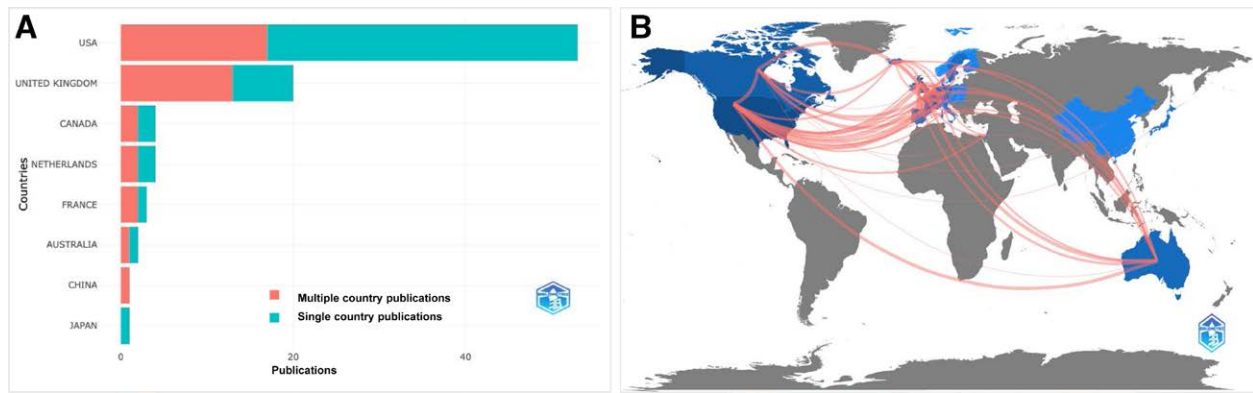 A
USA
UNITED KINGDOM
CANADA
NETHERLANDS
FRANCE
AUSTRALIA
CHINA
JAPAN
Countries
Multiple country publications
Single country publications
0 20 40
Publications
B